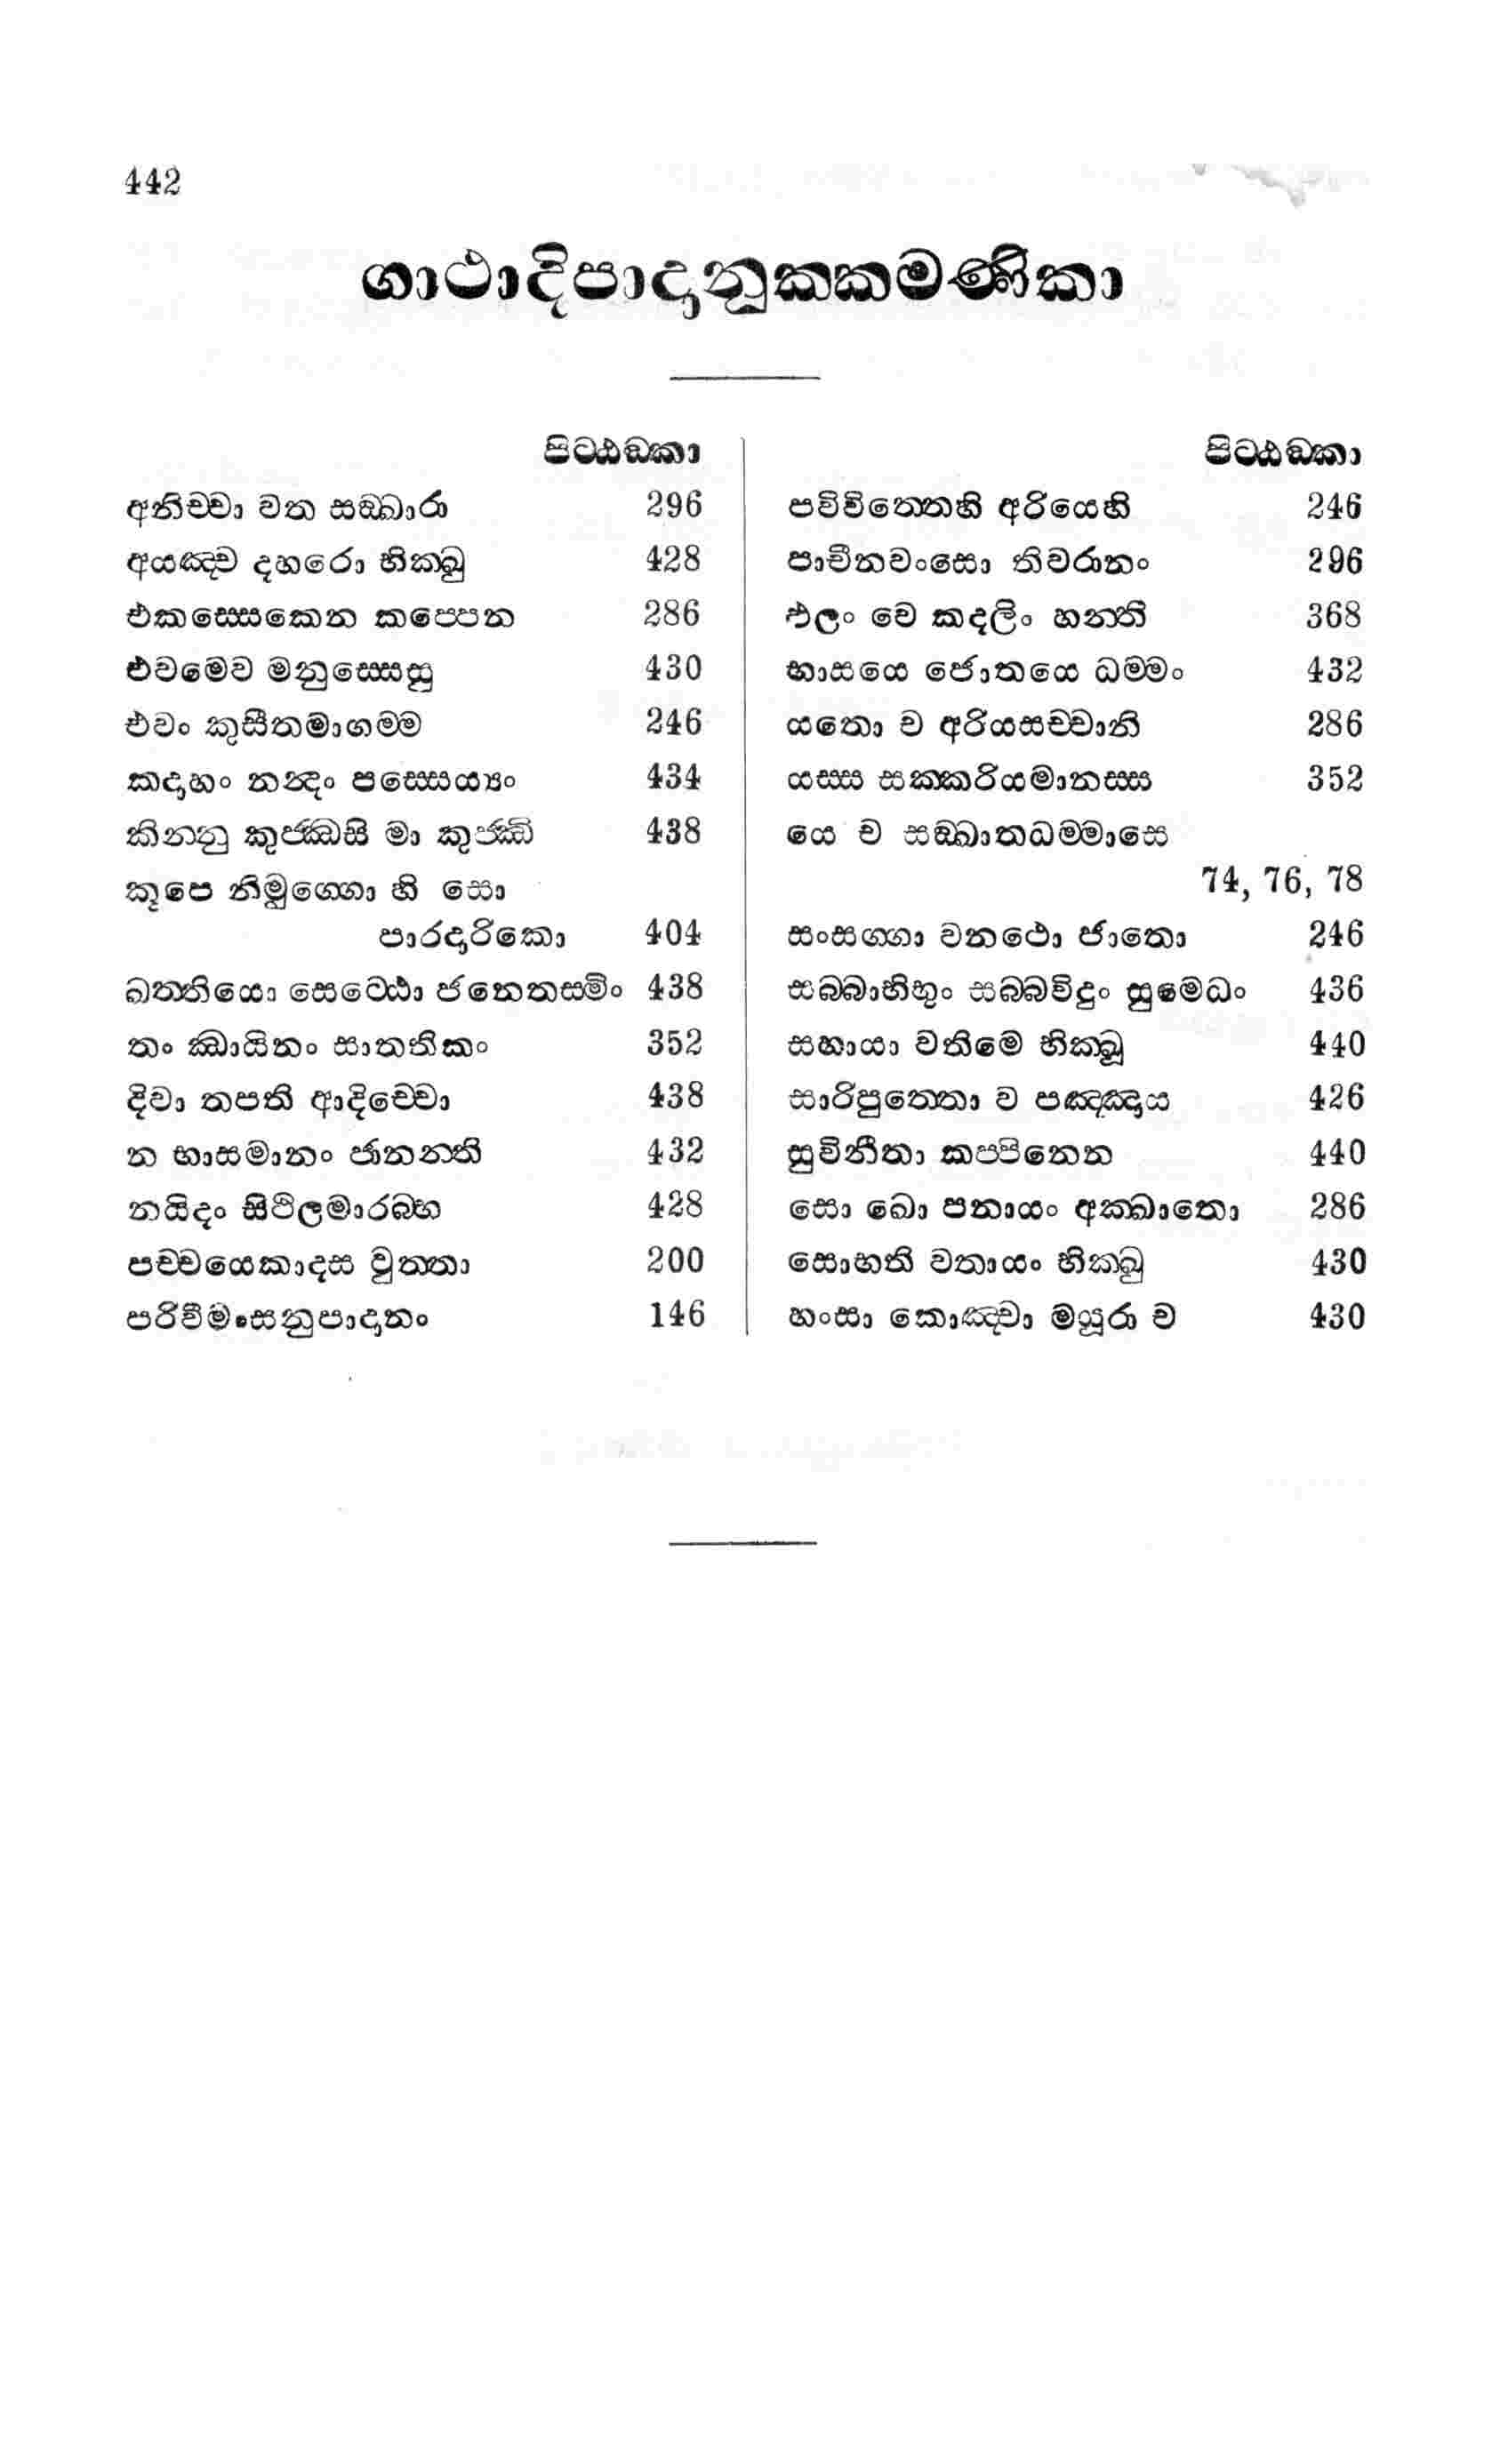 442
ගාථාදිපාදානුක්කමණිකා
පිට්ඨඞ්කා
අනිච්චා වත සඞ්ඛාරා 296
අයඤ්ච දහරො භික්ඛු 428
එකස්සෙකෙන කප්පෙන 286
එවමෙව මනුස්සෙසු 430
එවං කුසීතමාගම්ම 246
කදාහං නන්දං පස්සෙය්‍යං 434
කින්නු කුජ්ඣසි මා කුජ්ඣි 438
කූපෙ නිමුග්ගො හි සො
පාරදාරිකො 404
ඛත්තියො සෙට්ඨො ජනෙතස්මිං 438
තං ඣායිනං සාතතිකං 352
දිවා තපති ආදිච්චො 438
න භාසමානං ජානන්ති 432
නයිදං සිථිලමාරබ්භ 428
පච්චයෙකාදස වුත්තා 200
පරිවීමංසනුපාදානං 146
පිට්ඨඞ්කා
පවිවිත්තෙහි අරියෙහි 246
පාචීනවංසො තිවරානං 296
ඵලං වෙ කදලිං හන්ති 368
භාසයෙ ජොතයෙ ධම්මං 432
යතො ච අරියසච්චානි 286
යස්ස සක්කරියමානස්ස 352
යෙ ච සඞ්ඛාතධම්මාසෙ
74, 76, 78
සංසග්ගා වනථො ජාතො 246
සබ්බාභිභුං සබ්බවිදුං සුමෙධං 436
සහායා වතිමෙ භික්ඛූ 440
සාරිපුත්තො ව පඤ්ඤාය 426
සුවිනීතා කප්පිනෙන 440
සො ඛො පනායං අක්ඛාතො 286
සොභති වතායං භික්ඛු 430
හංසා කොඤ්චා මයූරා ච 430